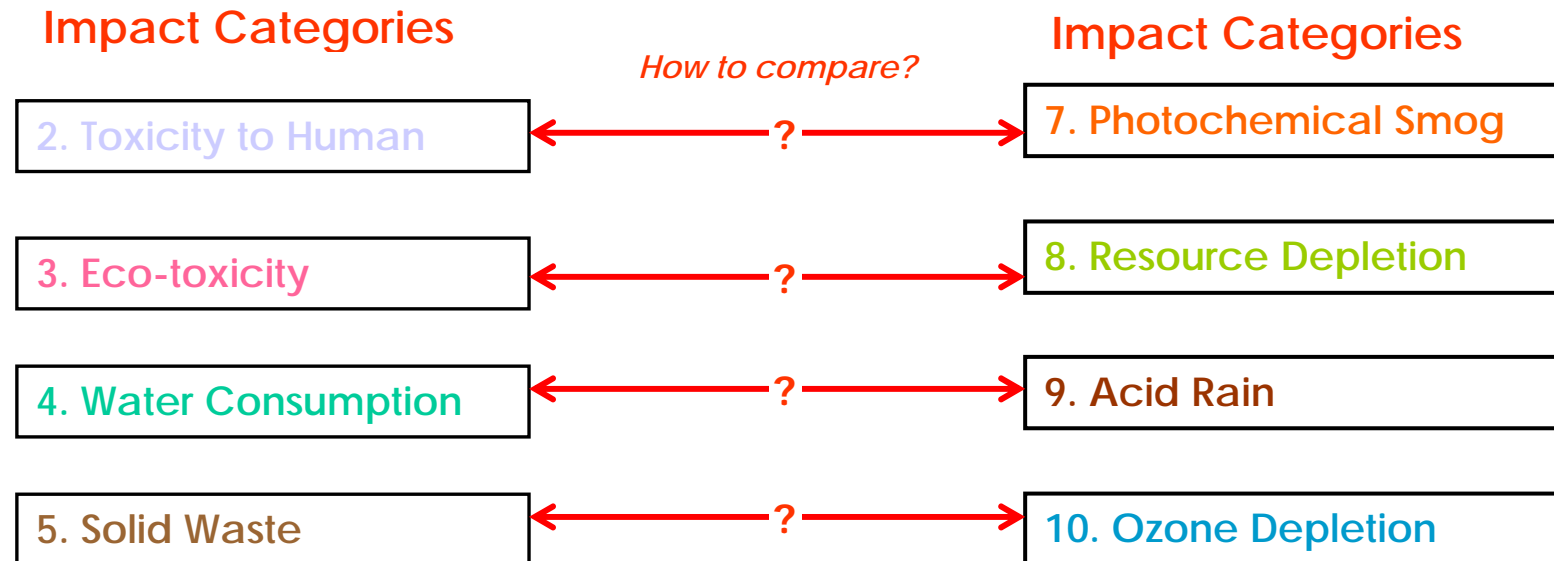 Impact Categories
How to compare?
Impact Categories
2. Toxicity to Human
?
7. Photochemical Smog
3. Eco-toxicity
?
8. Resource Depletion
4. Water Consumption
?
9. Acid Rain
5. Solid Waste
?
10. Ozone Depletion